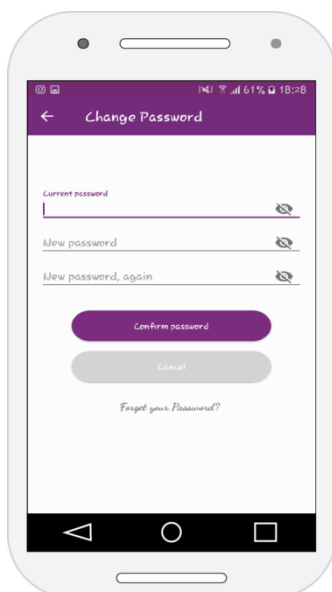 61% 18:28
Change Password
Current password
New password
New password, again
Confirm password
Cancel
Forget your Password?